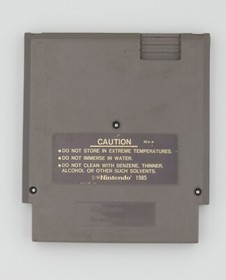 CAUTION REV-A
• DO NOT STORE IN EXTREME TEMPERATURES.
• DO NOT IMMERSE IN WATER.
• DO NOT CLEAN WITH BENZENE, THINNER,
ALCOHOL OR OTHER SUCH SOLVENTS.
©Nintendo 1985